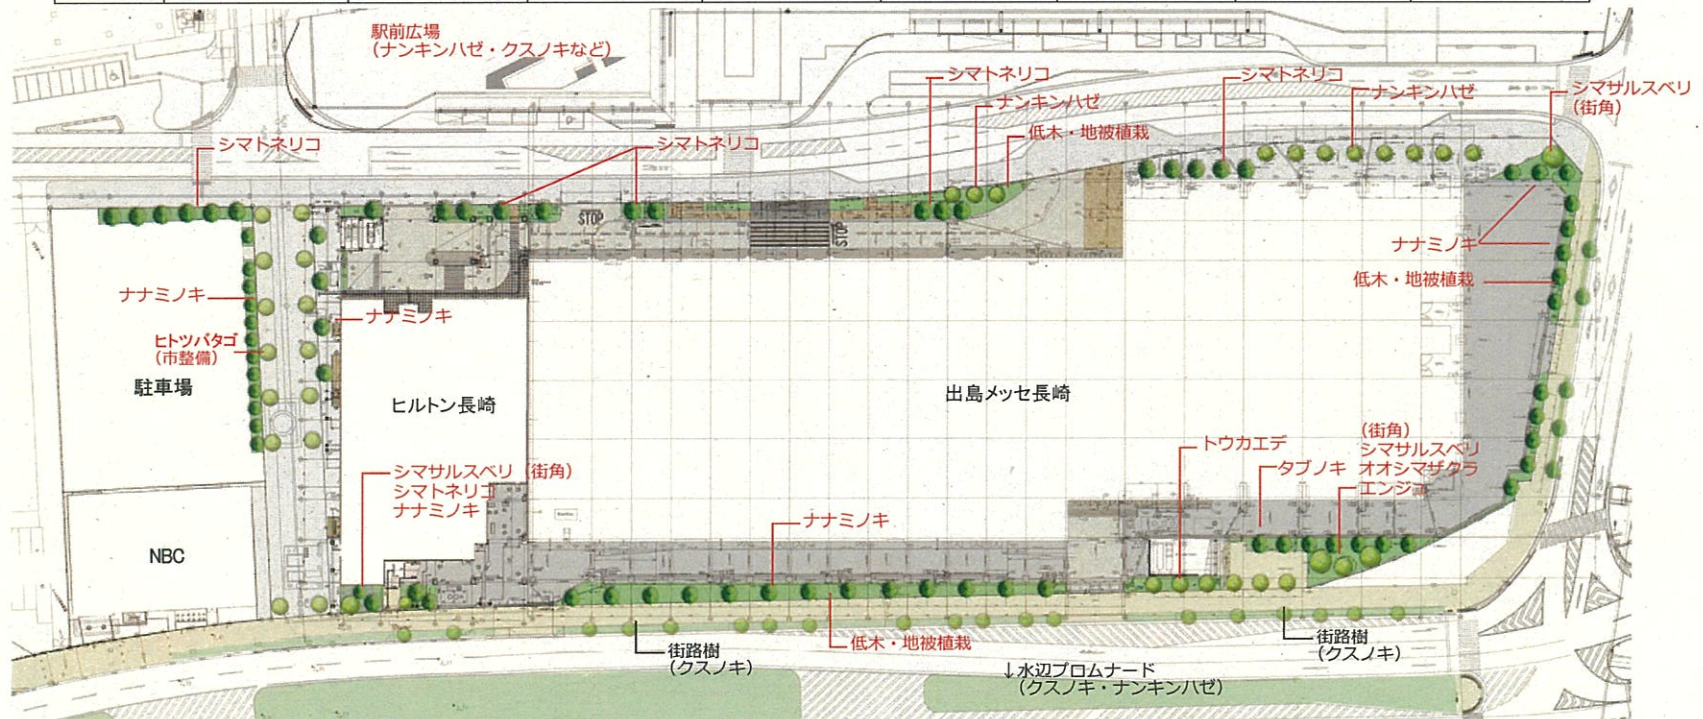 駅前広場
(ナンキンハゼ・クスノキなど)
シマトネリコ
シマトネリコ
シマサルスベリ
(街角)
ナンキンハゼ
ナンキンハゼ
低木・地被植栽
シマトネリコ
シマトネリコ
STOP
STOP
ナナミノキ
低木・地被植栽
ナナミノキ
ナナミノキ
ヒトツバタゴ
(市整備)
駐車場
ヒルトン長崎
出島メッセ長崎
トウカエデ
(街角)
シマサルスベリ
オオシマザクラ
エンジュ
タブノキ
シマサルスベリ(街角)
シマトネリコ
ナナミノキ
ナナミノキ
NBC
街路樹
(クスノキ)
低木・地被植栽
街路樹
(クスノキ)
↓水辺プロムナード
(クスノキ・ナンキンハゼ)